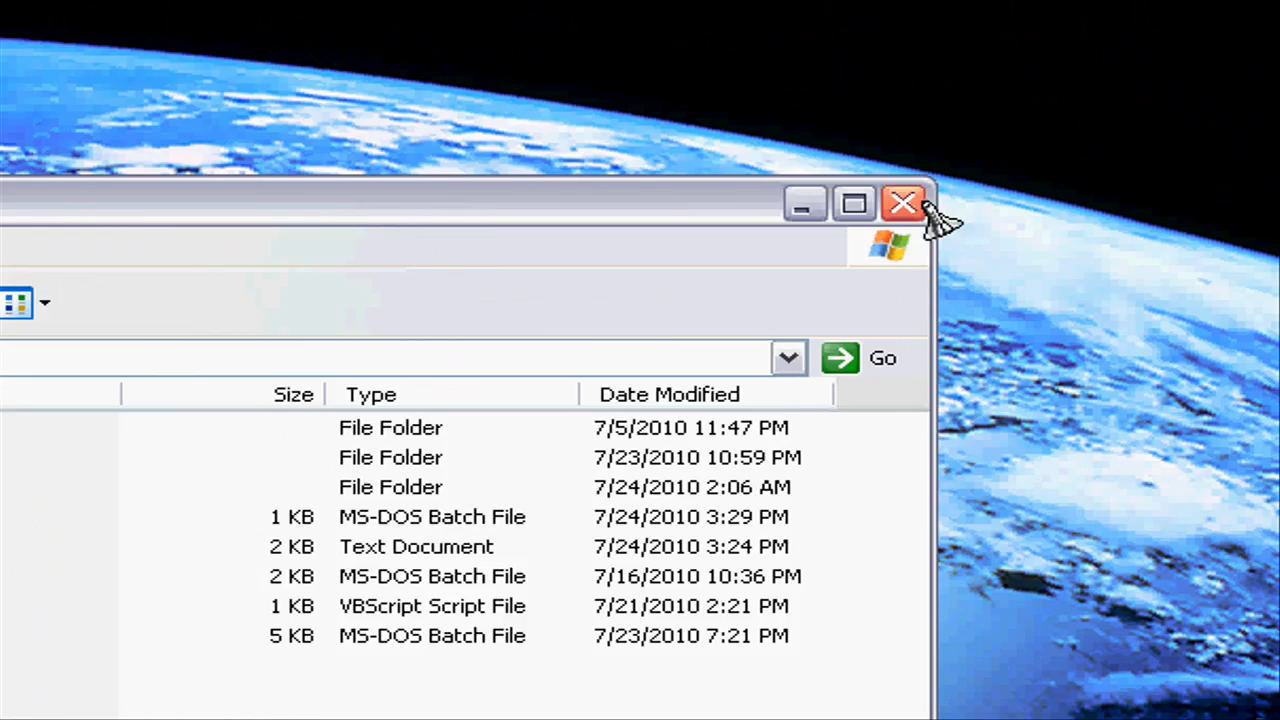 Go
Size Type Date Modified
File Folder 7/5/2010 11:47 PM
File Folder 7/23/2010 10:59 PM
File Folder 7/24/2010 2:06 AM
1 KB MS-DOS Batch File 7/24/2010 3:29 PM
2 KB Text Document 7/24/2010 3:24 PM
2 KB MS-DOS Batch File 7/16/2010 10:36 PM
1 KB VBScript Script File 7/21/2010 2:21 PM
5 KB MS-DOS Batch File 7/23/2010 7:21 PM